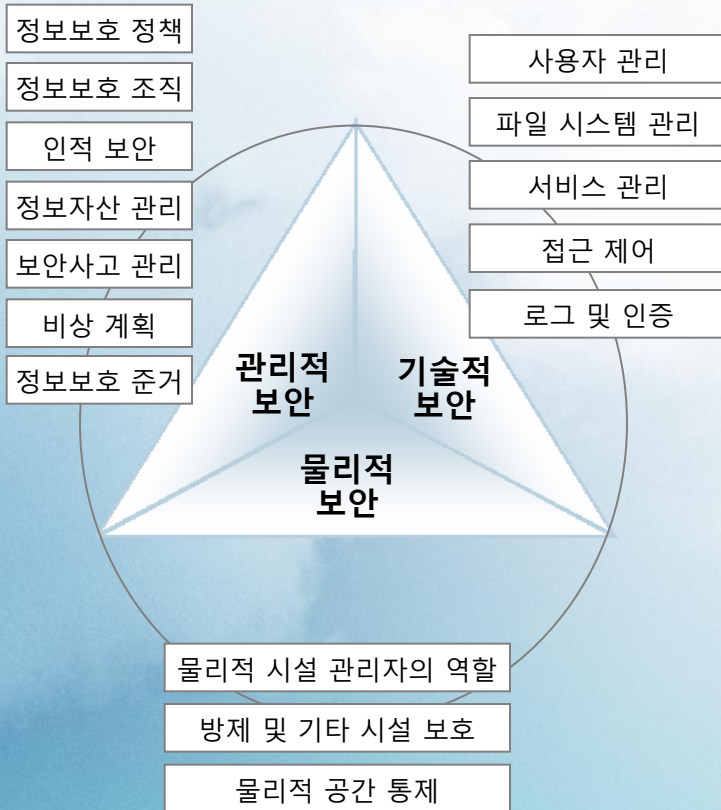 정보보호 정책
정보보호 조직
인적 보안
정보자산 관리
보안사고 관리
비상 계획
정보보호 준거
사용자 관리
파일 시스템 관리
서비스 관리
접근 제어
로그 및 인증
관리적
보안
기술적
보안
물리적
보안
물리적 시설 관리자의 역할
방제 및 기타 시설 보호
물리적 공간 통제